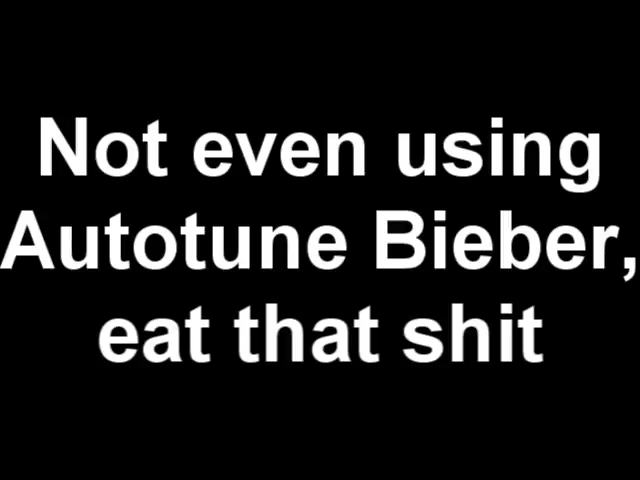 Not even using
Autotune Bieber,
eat that shit